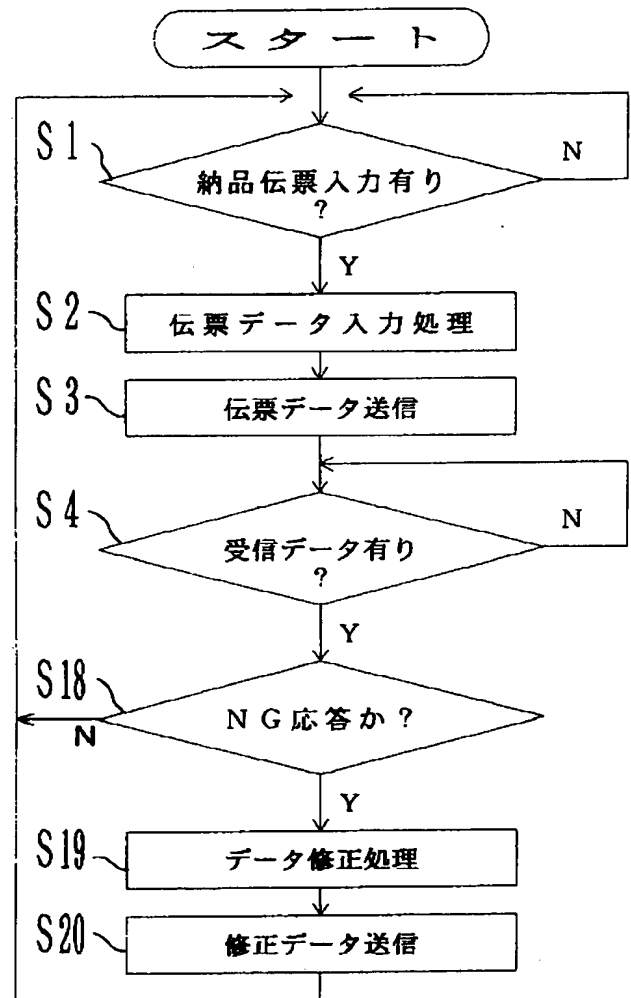 スタート
S1
N
納品伝票入力有り
?
Y
S2
伝票データ入力処理
S3
伝票データ送信
S4
N
受信データ有り
?
Y
S18
NG応答か?
N
Y
S19
データ修正処理
S20
修正データ送信